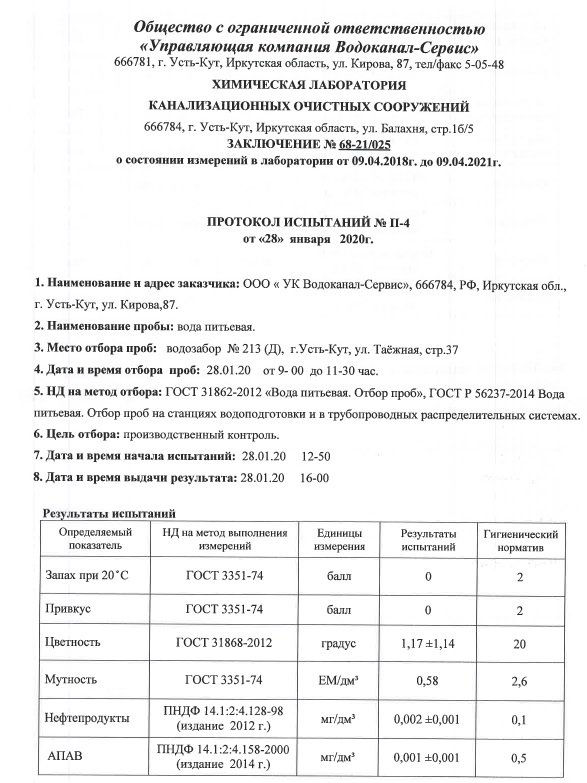 Общество с ограниченной ответственностью
«Управляющая компания Водоканал-Сервис»
666781, г. Усть-Кут, Иркутская область, ул. Кирова, 87, тел/факс 5-05-48
ХИМИЧЕСКАЯ ЛАБОРАТОРИЯ
КАНАЛИЗАЦИОННЫХ ОЧИСТНЫХ СООРУЖЕНИЙ
666784, г. Усть-Кут, Иркутская область, ул. Балахня, стр.1б/5
ЗАКЛЮЧЕНИЕ № 68-21/025
о состоянии измерений в лаборатории от 09.04.2018г. до 09.04.2021г.
ПРОТОКОЛ ИСПЫТАНИЙ № П-4
от «28» января 2020г.
1. Наименование и адрес заказчика: ООО « УК Водоканал-Сервис», 666784, РФ, Иркутская обл.,
г. Усть-Кут, ул. Кирова,87.
2. Наименование пробы: вода питьевая.
3. Место отбора проб: водозабор № 213 (Д), г.Усть-Кут, ул. Таёжная, стр.37
4. Дата и время отбора проб: 28.01.20 от 9- 00 до 11-30 час.
5. НД на метод отбора: ГОСТ 31862-2012 «Вода питьевая. Отбор проб», ГОСТ Р 56237-2014 Вода
питьевая. Отбор проб на станциях водоподготовки и в трубопроводных распределительных системах.
6. Цель отбора: производственный контроль.
7. Дата и время начала испытаний: 28.01.20 12-50
8. Дата и время выдачи результата: 28.01.20 16-00
Результаты испытаний
Определяемый показатель НД на метод выполнения измерений Единицы измерения Результаты испытаний Гигиенический норматив
Запах при 20˚С ГОСТ 3351-74 балл 0 2
Привкус ГОСТ 3351-74 балл 0 2
Цветность ГОСТ 31868-2012 градус 1,17 ±1,14 20
Мутность ГОСТ 3351-74 ЕМ/дм³ 0,58 2,6
Нефтепродукты ПНДФ 14.1:2:4.128-98 (издание 2012 г.) мг/дм³ 0,002 ±0,001 0,1
АПАВ ПНДФ 14.1:2:4.158-2000 (издание 2014 г.) мг/дм³ 0,001 ±0,001 0,5